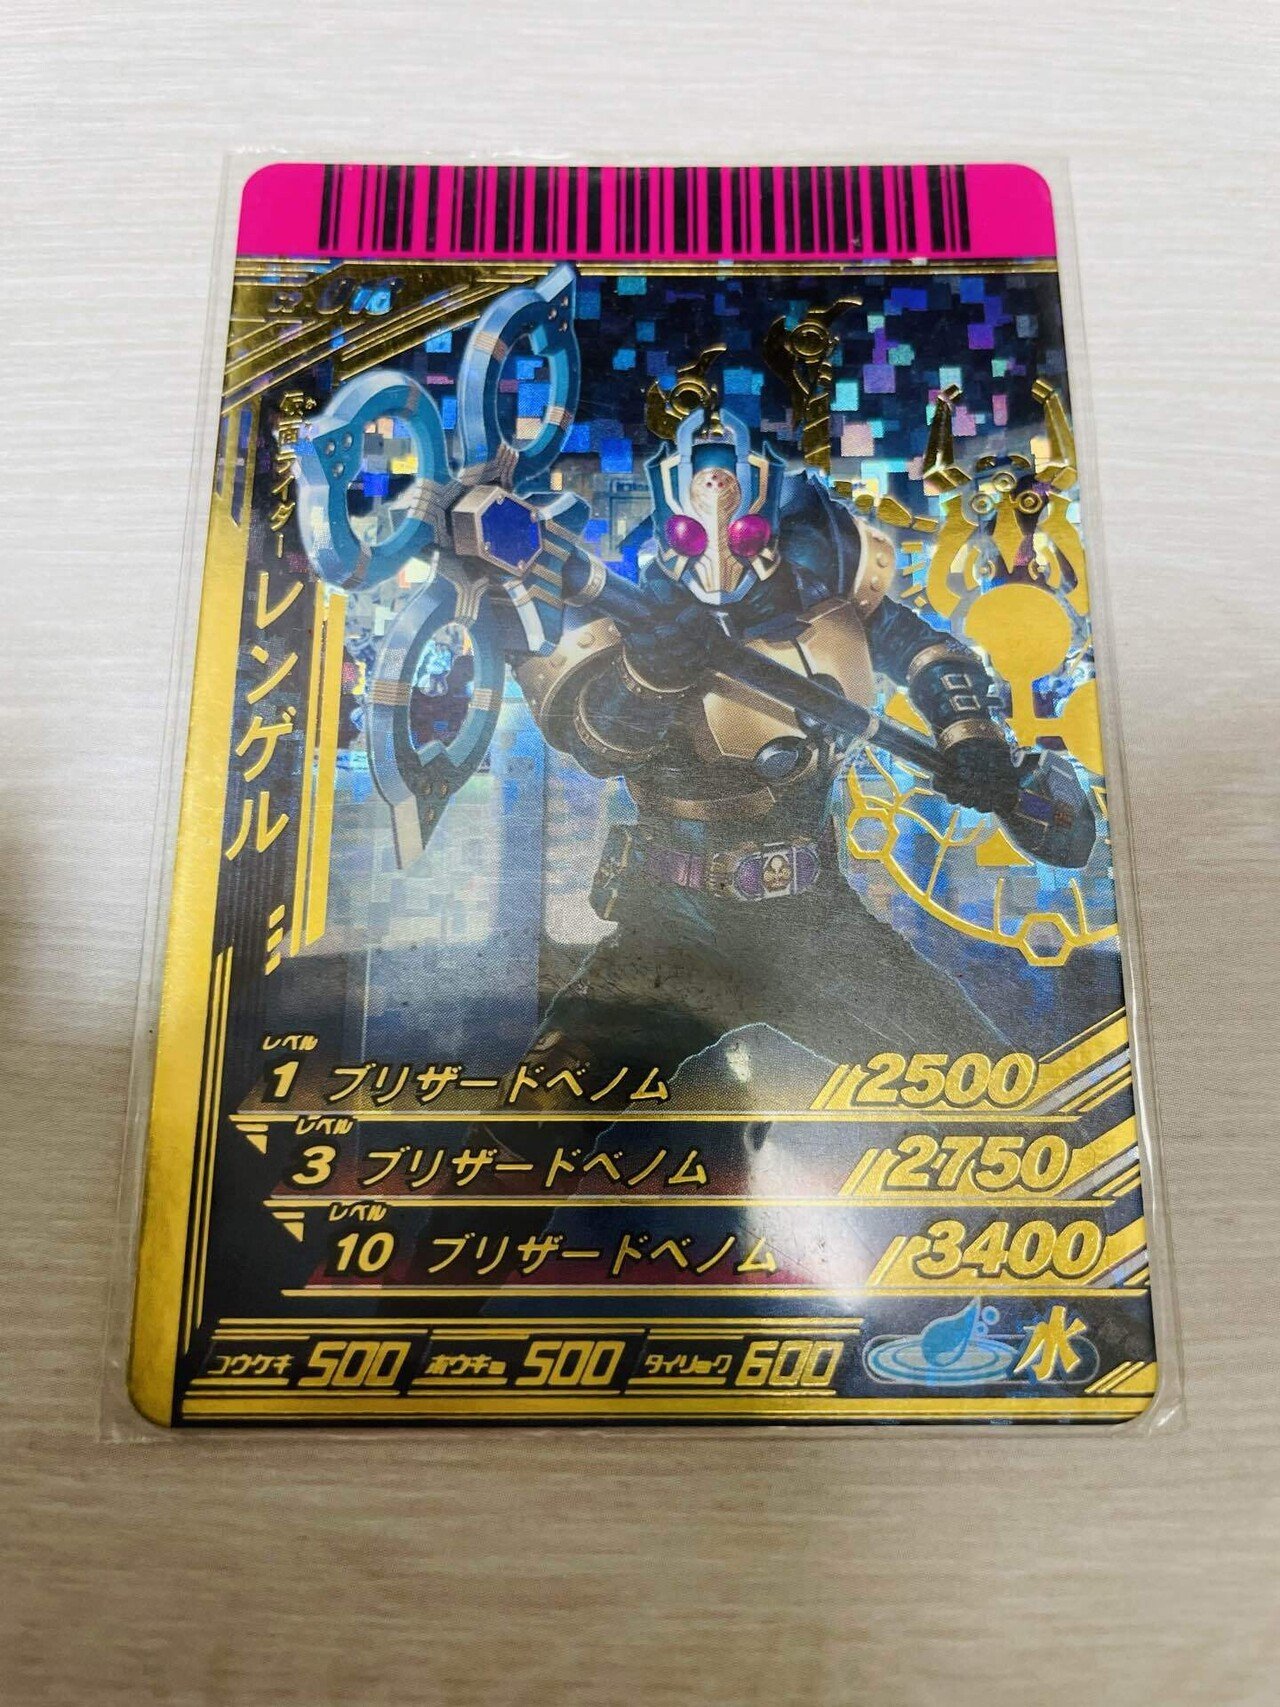 仮面ライダー
レンゲル
レベル
1 ブリザードベノム 2500
レベル
3 ブリザードベノム 2750
レベル
10 ブリザードベノム 3400
コウゲキ 500 ボウギョ 500 タイリョク 600 水